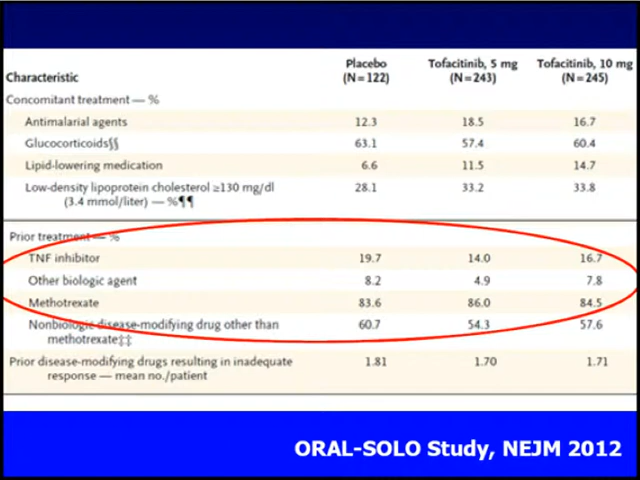 Characteristic Placebo (N=122) Tofacitinib, 5 mg (N=243) Tofacitinib, 10 mg (N=245)
Concomitant treatment — %
Antimalarial agents 12.3 18.5 16.7
Glucocorticoids§§ 63.1 57.4 60.4
Lipid-lowering medication 6.6 11.5 14.7
Low-density lipoprotein cholesterol ≥130 mg/dl 28.1 33.2 33.8
(3.4 mmol/liter) — %¶¶
Prior treatment — %
TNF inhibitor 19.7 14.0 16.7
Other biologic agent 8.2 4.9 7.8
Methotrexate 83.6 86.0 84.5
Nonbiologic disease-modifying drug other than 60.7 54.3 57.6
methotrexate‡‡
Prior disease-modifying drugs resulting in inadequate 1.81 1.70 1.71
response — mean no./patient
ORAL-SOLO Study, NEJM 2012